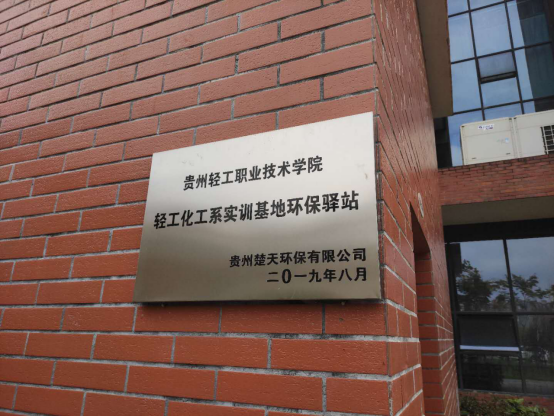 贵州轻工职业技术学院
轻工化工系实训基地环保驿站
贵州楚天环保有限公司
二0一九年八月